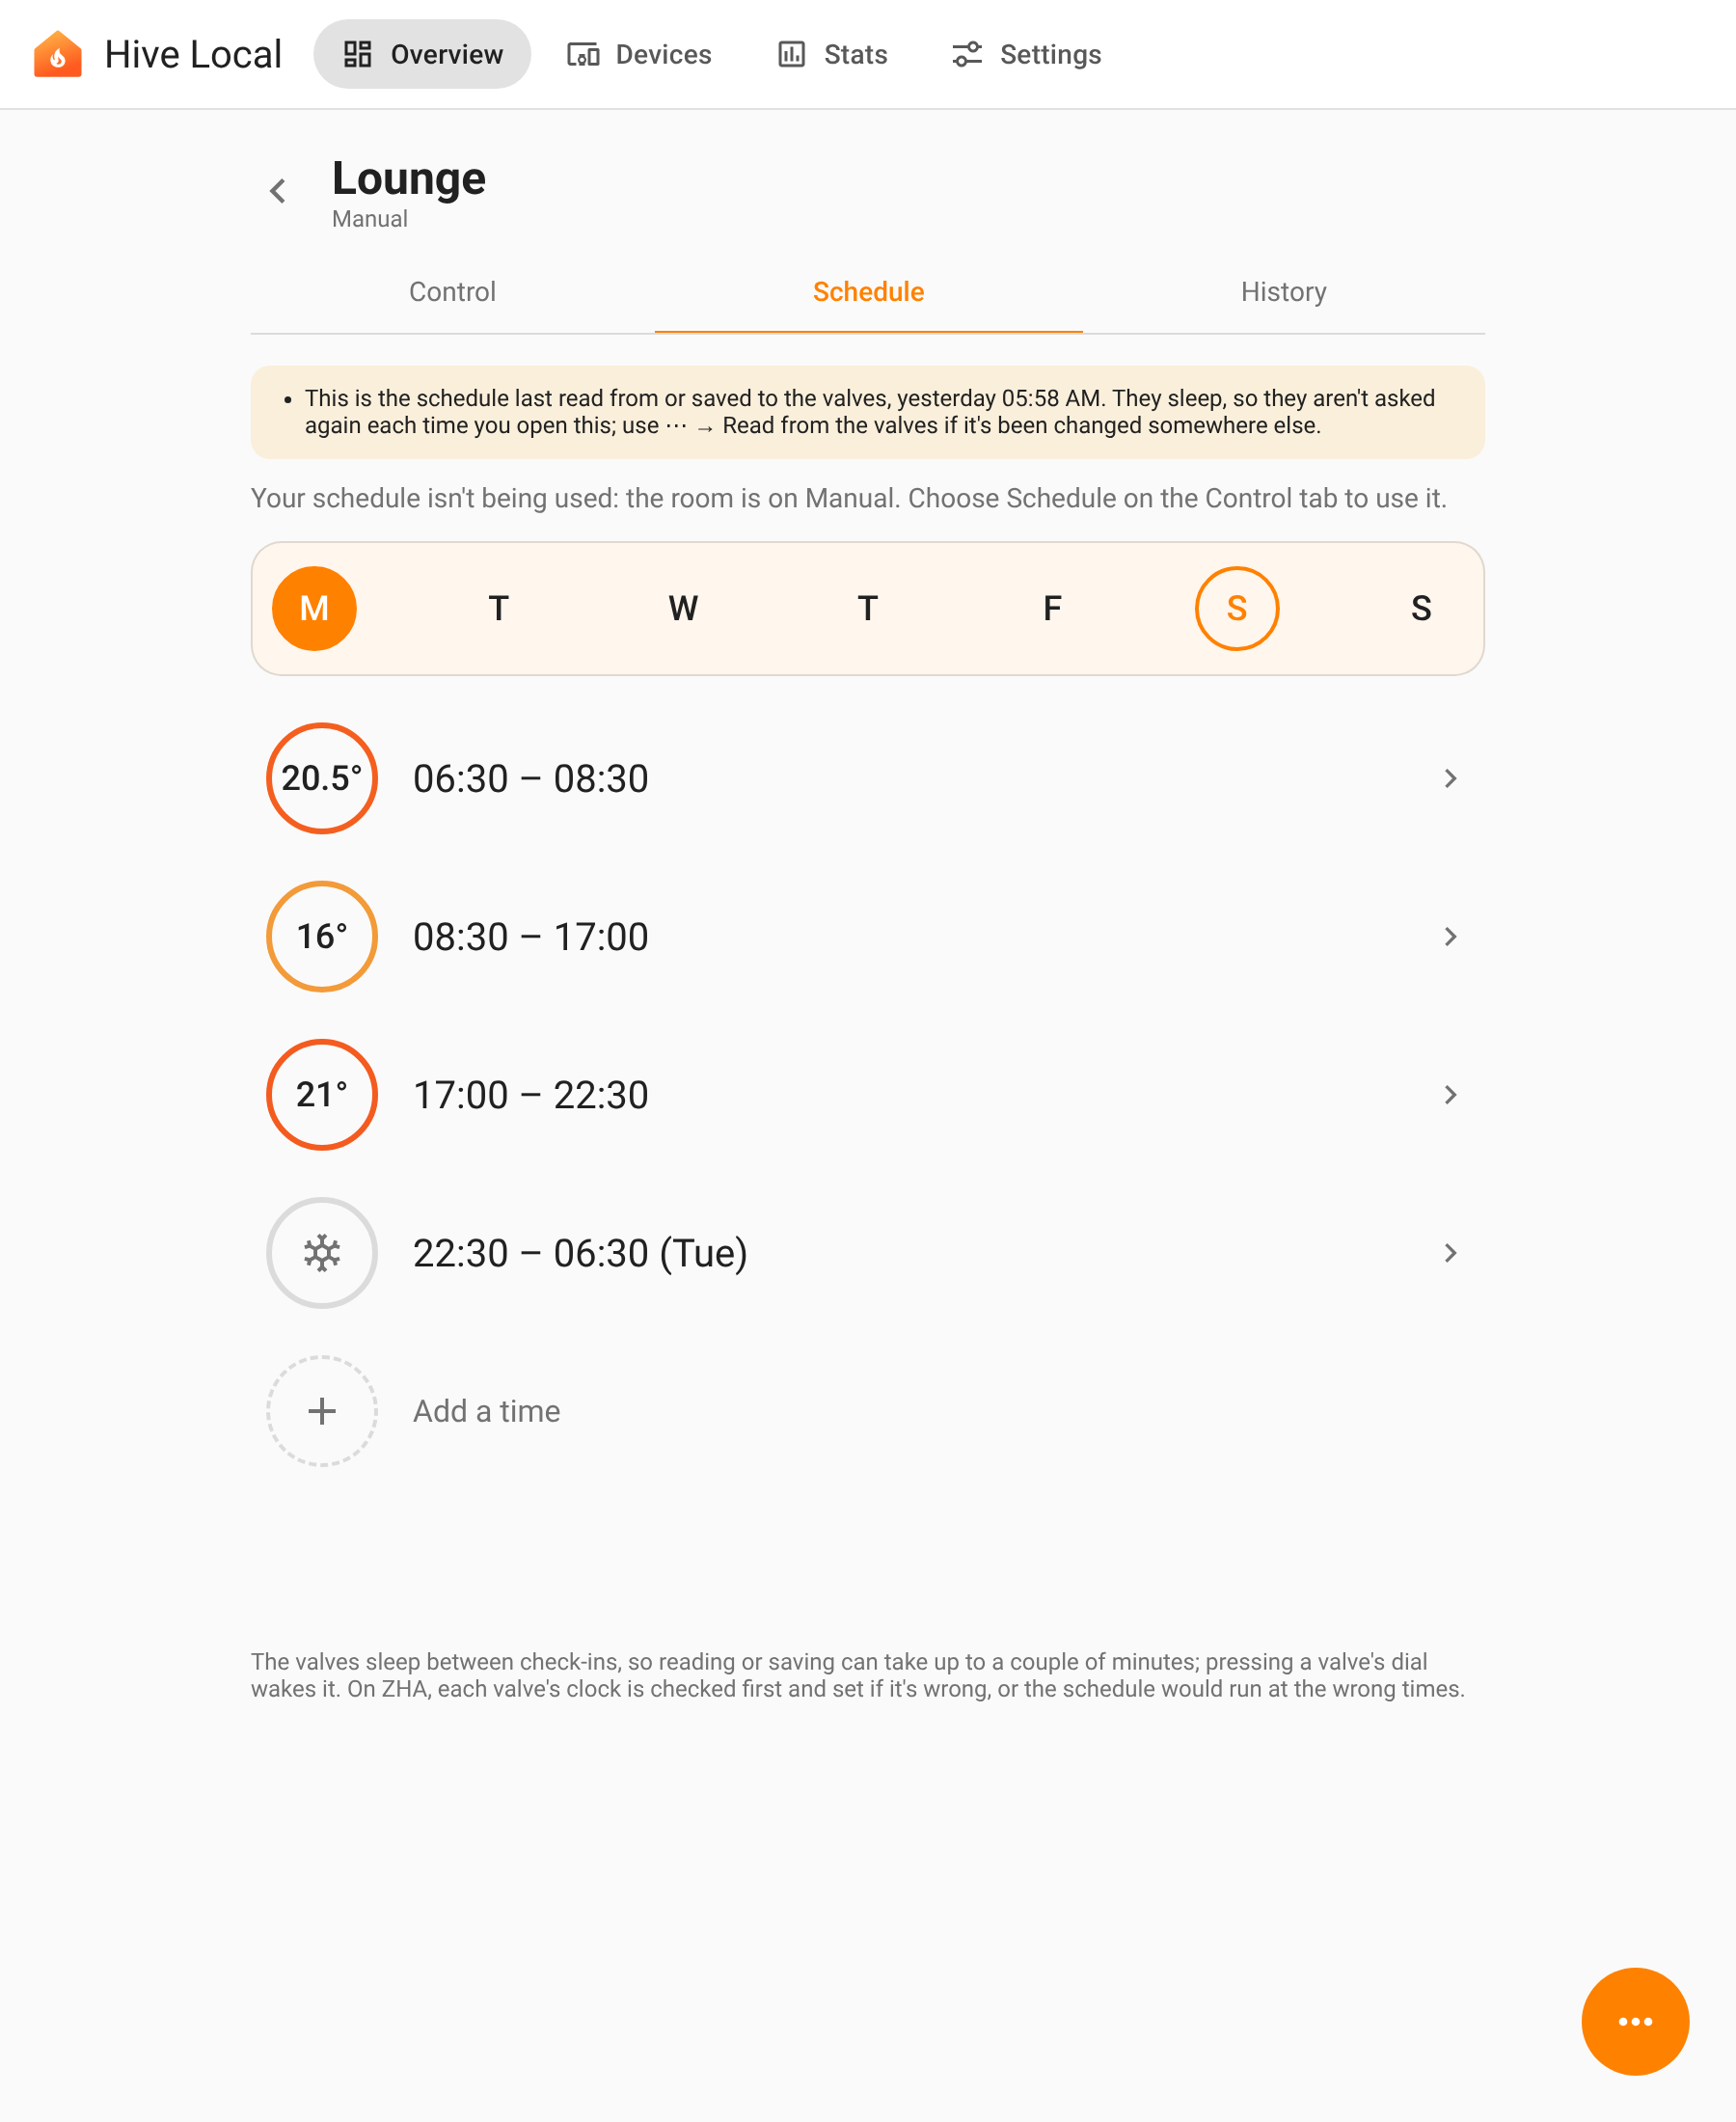 Hive Local
Overview
Devices
Stats
Settings
Lounge
Manual
Control
Schedule
History
• This is the schedule last read from or saved to the valves, yesterday 05:58 AM. They sleep, so they aren't asked
again each time you open this; use ⋯ → Read from the valves if it's been changed somewhere else.
Your schedule isn't being used: the room is on Manual. Choose Schedule on the Control tab to use it.
M T W T F S S
20.5° 06:30 – 08:30
16° 08:30 – 17:00
21° 17:00 – 22:30
22:30 – 06:30 (Tue)
Add a time
The valves sleep between check-ins, so reading or saving can take up to a couple of minutes; pressing a valve's dial
wakes it. On ZHA, each valve's clock is checked first and set if it's wrong, or the schedule would run at the wrong times.